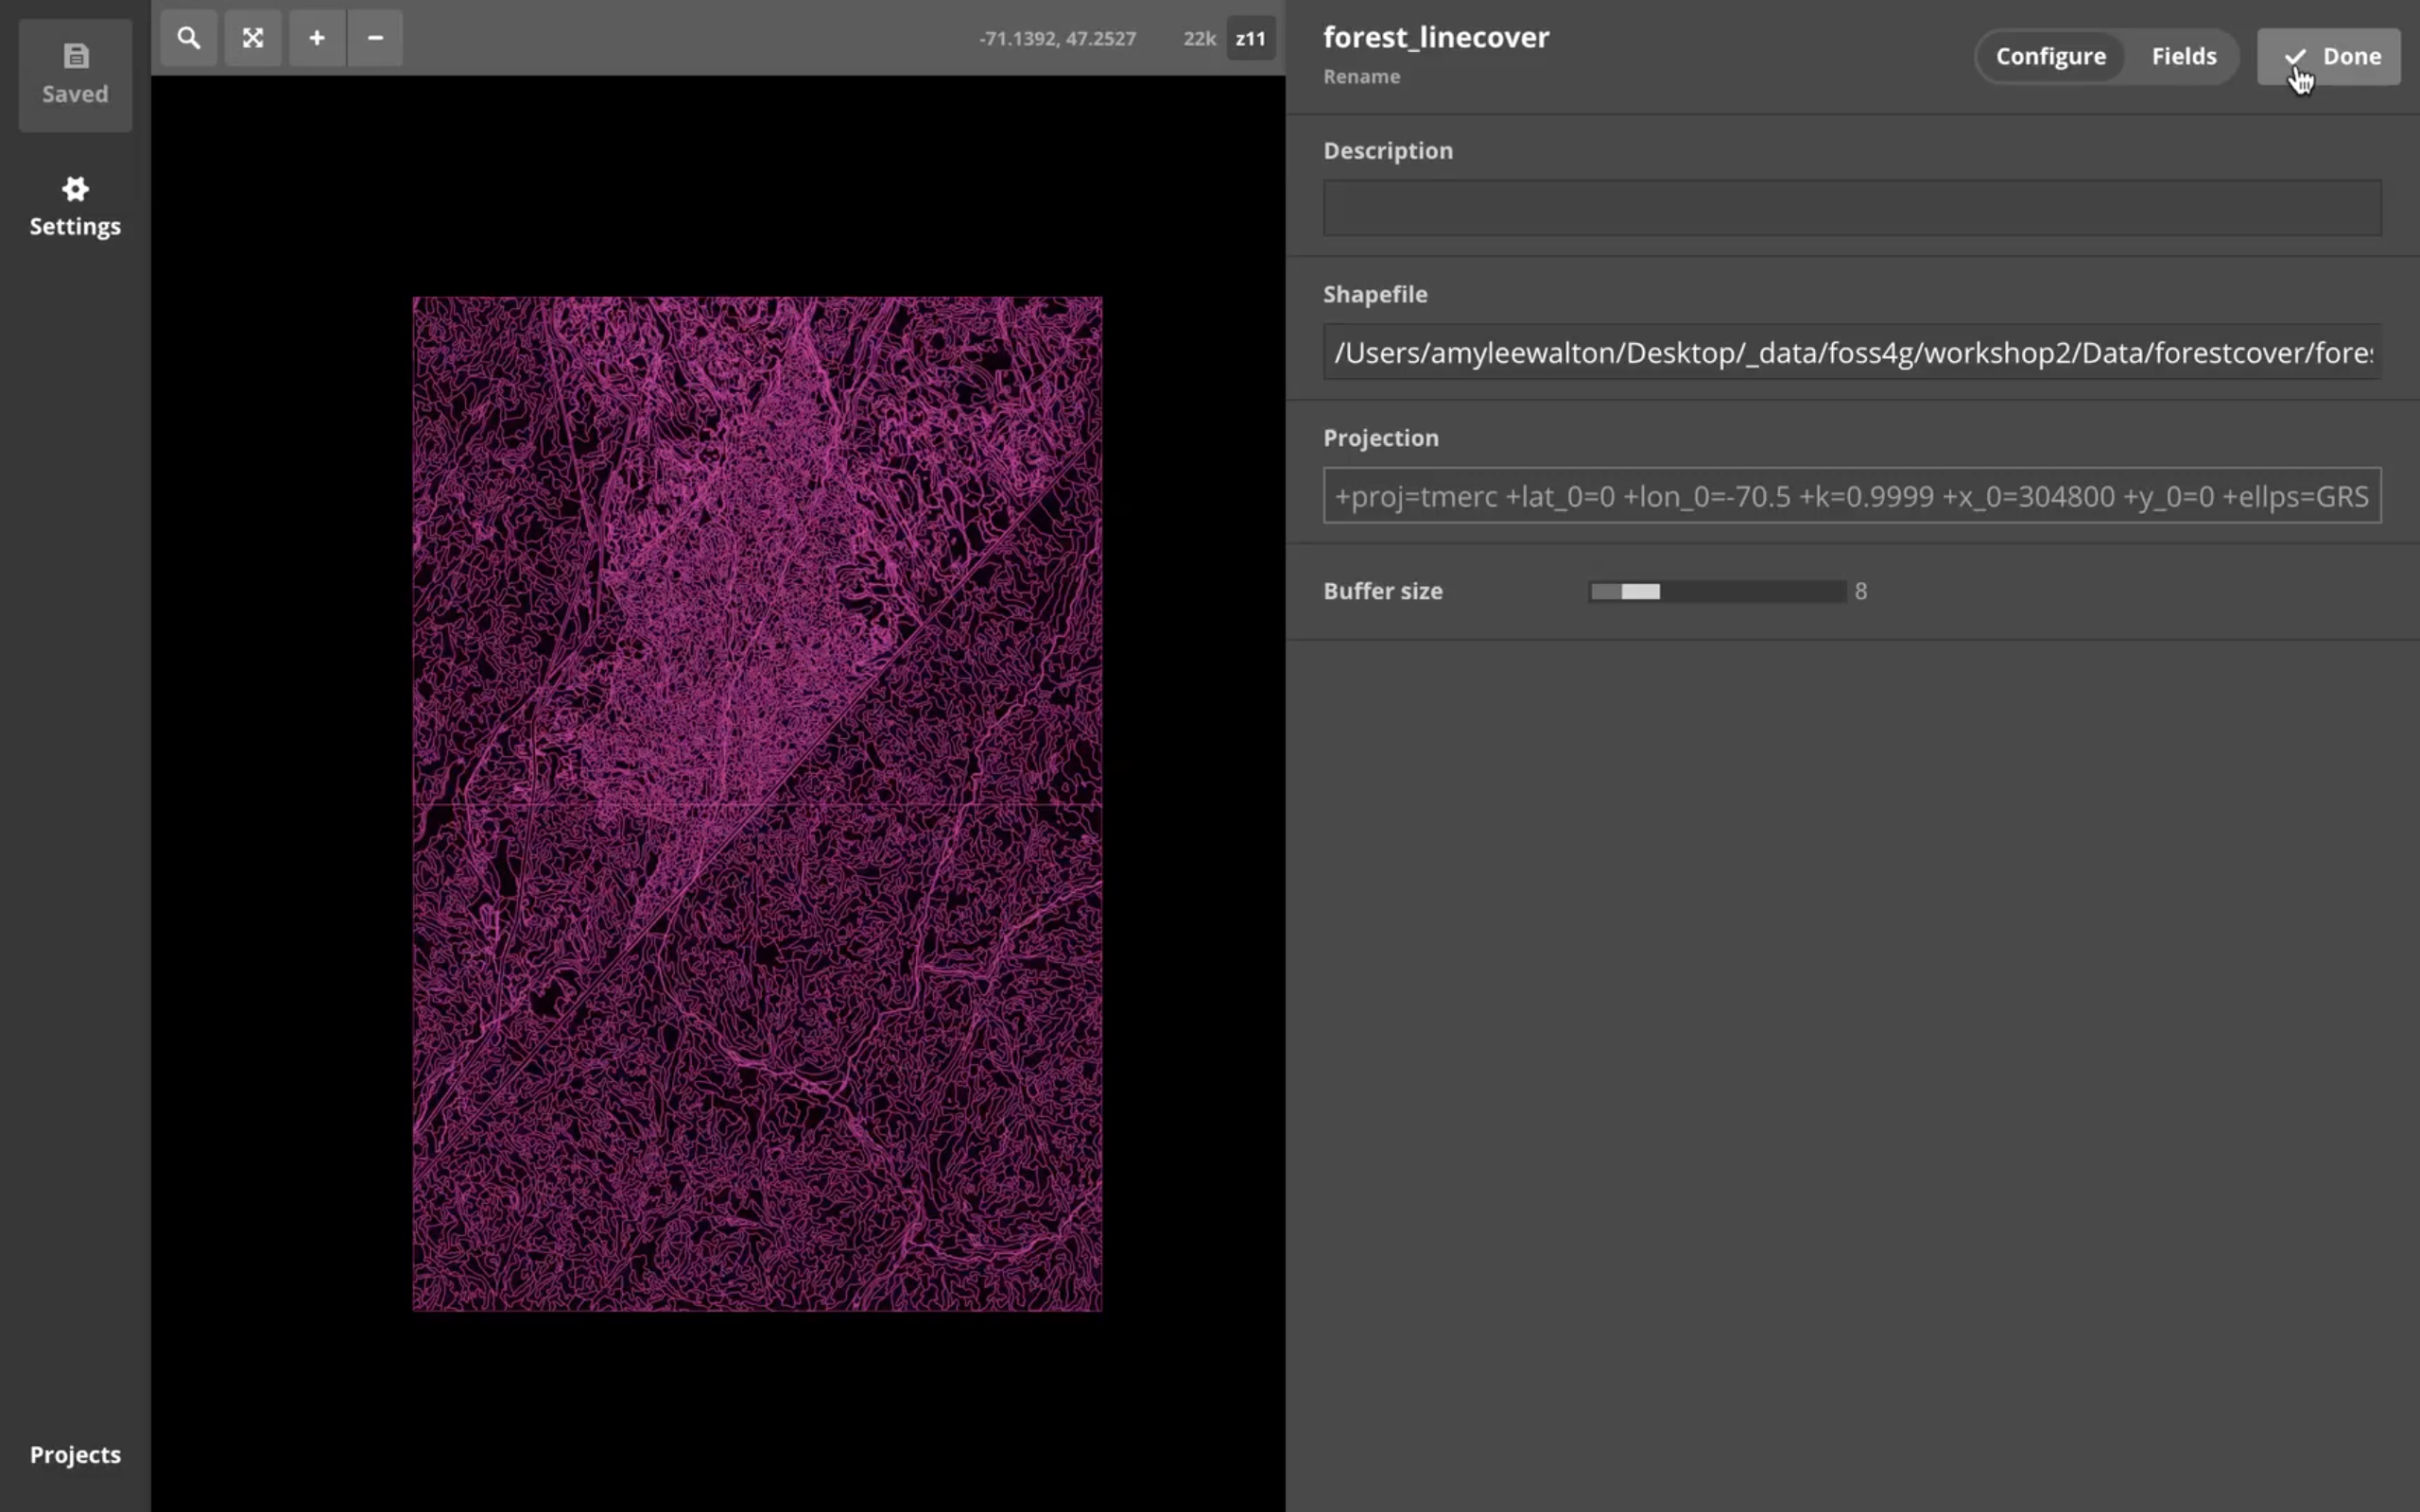 Saved
Settings
Projects
-71.1392, 47.2527 22k z11
forest_linecover
Rename
Configure Fields Done
Description
Shapefile
/Users/amyleewalton/Desktop/_data/foss4g/workshop2/Data/forestcover/fores
Projection
+proj=tmerc +lat_0=0 +lon_0=-70.5 +k=0.9999 +x_0=304800 +y_0=0 +ellps=GRS
Buffer size 8